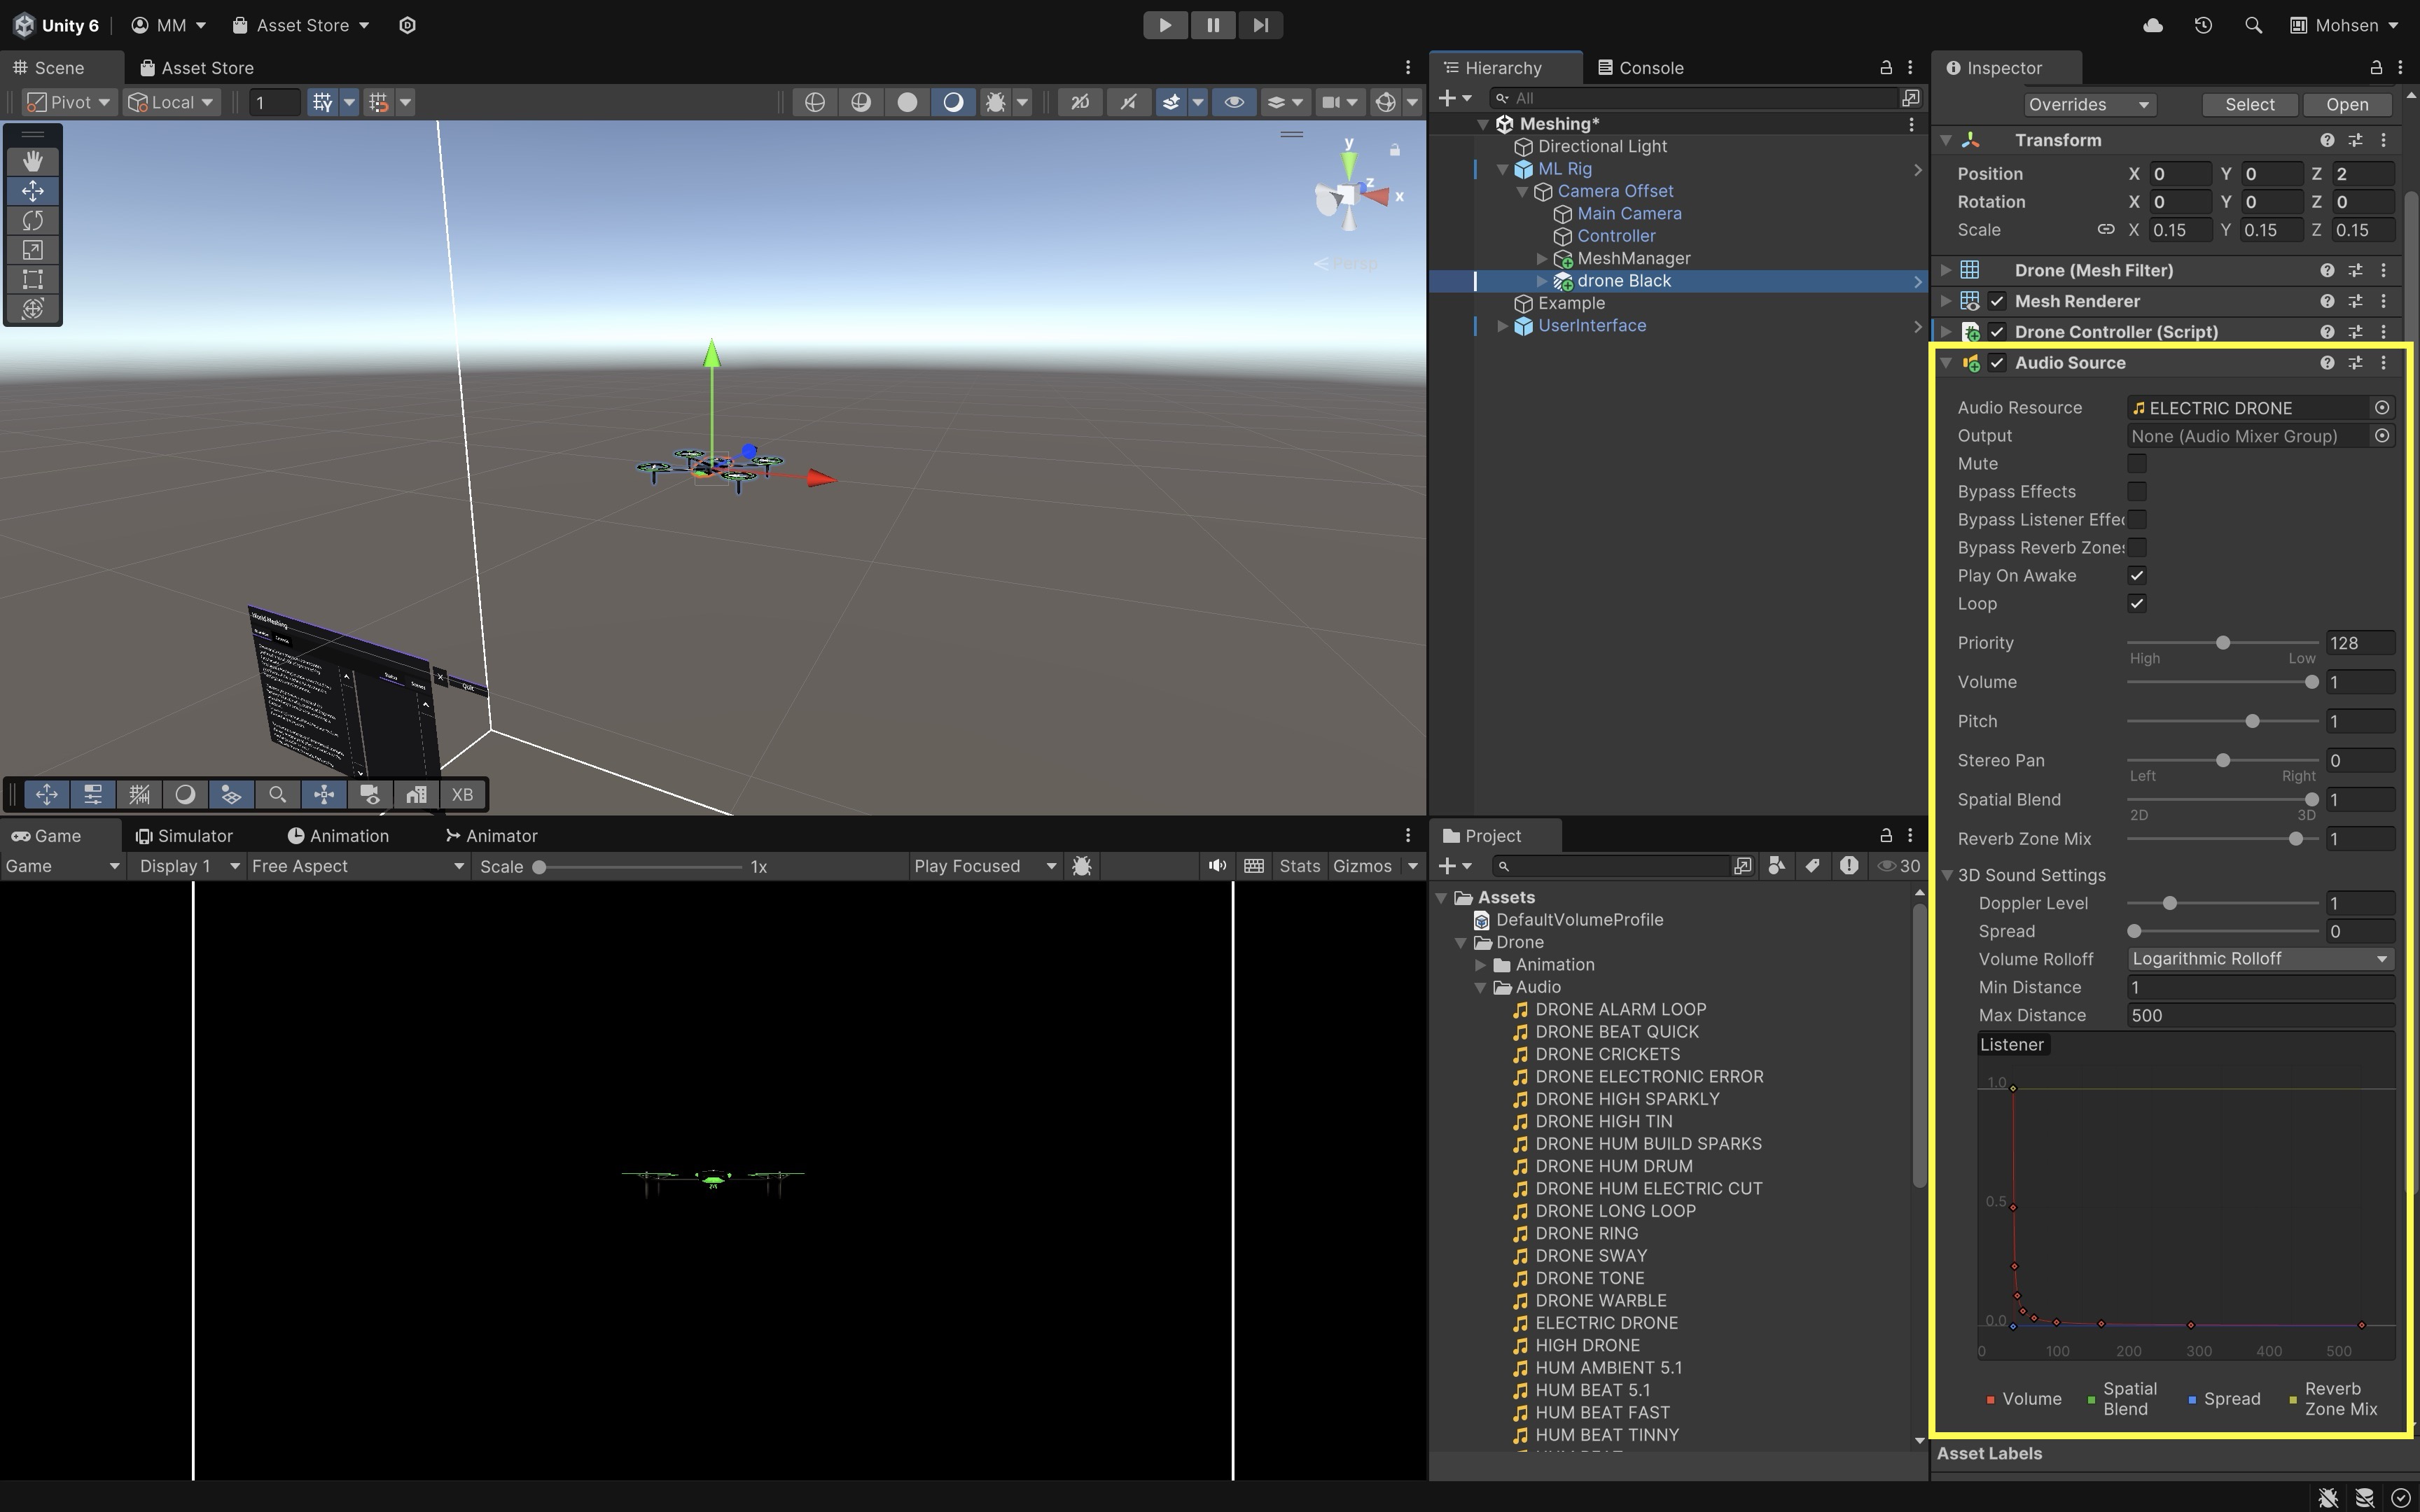 Unity 6 MM Asset Store Mohsen
Scene Asset Store
Pivot Local 1 2D
y
z
x
Persp
World Meshing
Status
Quit
XB
Game Simulator Animation Animator
Game Display 1 Free Aspect Scale 1x Play Focused Stats Gizmos
Hierarchy Console
All
Meshing*
Directional Light
ML Rig
Camera Offset
Main Camera
Controller
MeshManager
drone Black
Example
UserInterface
Project
30
Assets
DefaultVolumeProfile
Drone
Animation
Audio
DRONE ALARM LOOP
DRONE BEAT QUICK
DRONE CRICKETS
DRONE ELECTRONIC ERROR
DRONE HIGH SPARKLY
DRONE HIGH TIN
DRONE HUM BUILD SPARKS
DRONE HUM DRUM
DRONE HUM ELECTRIC CUT
DRONE LONG LOOP
DRONE RING
DRONE SWAY
DRONE TONE
DRONE WARBLE
ELECTRIC DRONE
HIGH DRONE
HUM AMBIENT 5.1
HUM BEAT 5.1
HUM BEAT FAST
HUM BEAT TINNY
Inspector
Overrides Select Open
Transform
Position X 0 Y 0 Z 2
Rotation X 0 Y 0 Z 0
Scale X 0.15 Y 0.15 Z 0.15
Drone (Mesh Filter)
Mesh Renderer
Drone Controller (Script)
Audio Source
Audio Resource ELECTRIC DRONE
Output None (Audio Mixer Group)
Mute
Bypass Effects
Bypass Listener Effec
Bypass Reverb Zones
Play On Awake
Loop
Priority 128
High Low
Volume 1
Pitch 1
Stereo Pan 0
Left Right
Spatial Blend 1
2D 3D
Reverb Zone Mix 1
3D Sound Settings
Doppler Level 1
Spread 0
Volume Rolloff Logarithmic Rolloff
Min Distance 1
Max Distance 500
Listener
1.0
0.5
0.0
0 100 200 300 400 500
Volume Spatial Blend Spread Reverb Zone Mix
Asset Labels